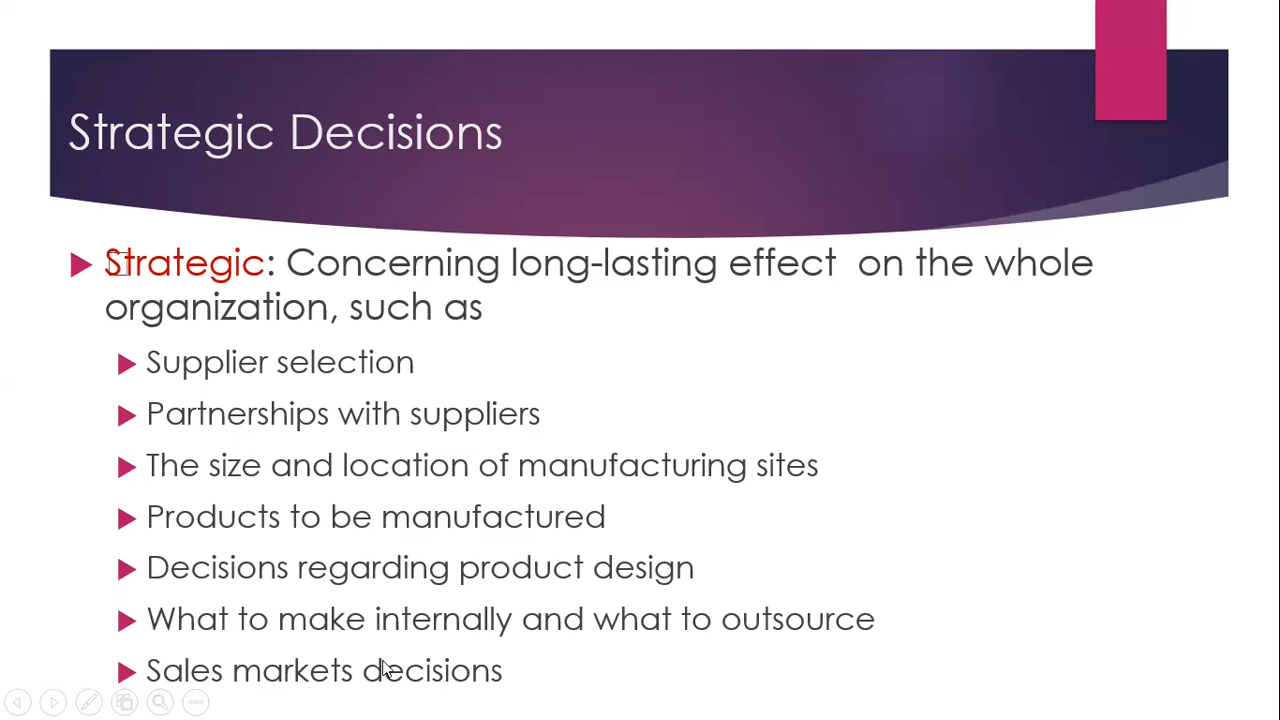 Strategic Decisions
Strategic: Concerning long-lasting effect  on the whole
organization, such as
Supplier selection
Partnerships with suppliers
The size and location of manufacturing sites
Products to be manufactured
Decisions regarding product design
What to make internally and what to outsource
Sales markets decisions